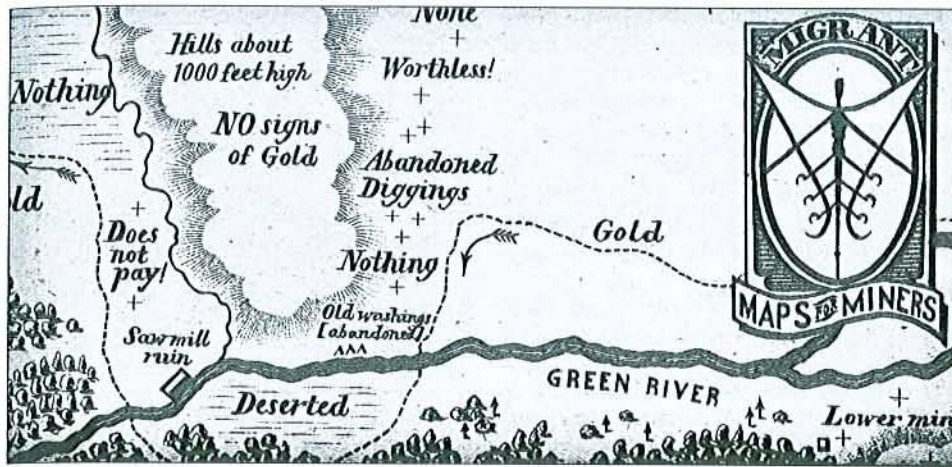 None
Hills about
1000 feet high
Worthless!
Nothing
NO signs
of Gold
Abandoned
Diggings
ld
Does
not
pay!
Nothing
Gold
Old washings
[abandoned]
Sawmill
ruin
GREEN RIVER
Deserted
Lower min
MIGRANT
MAPS FOR MINERS